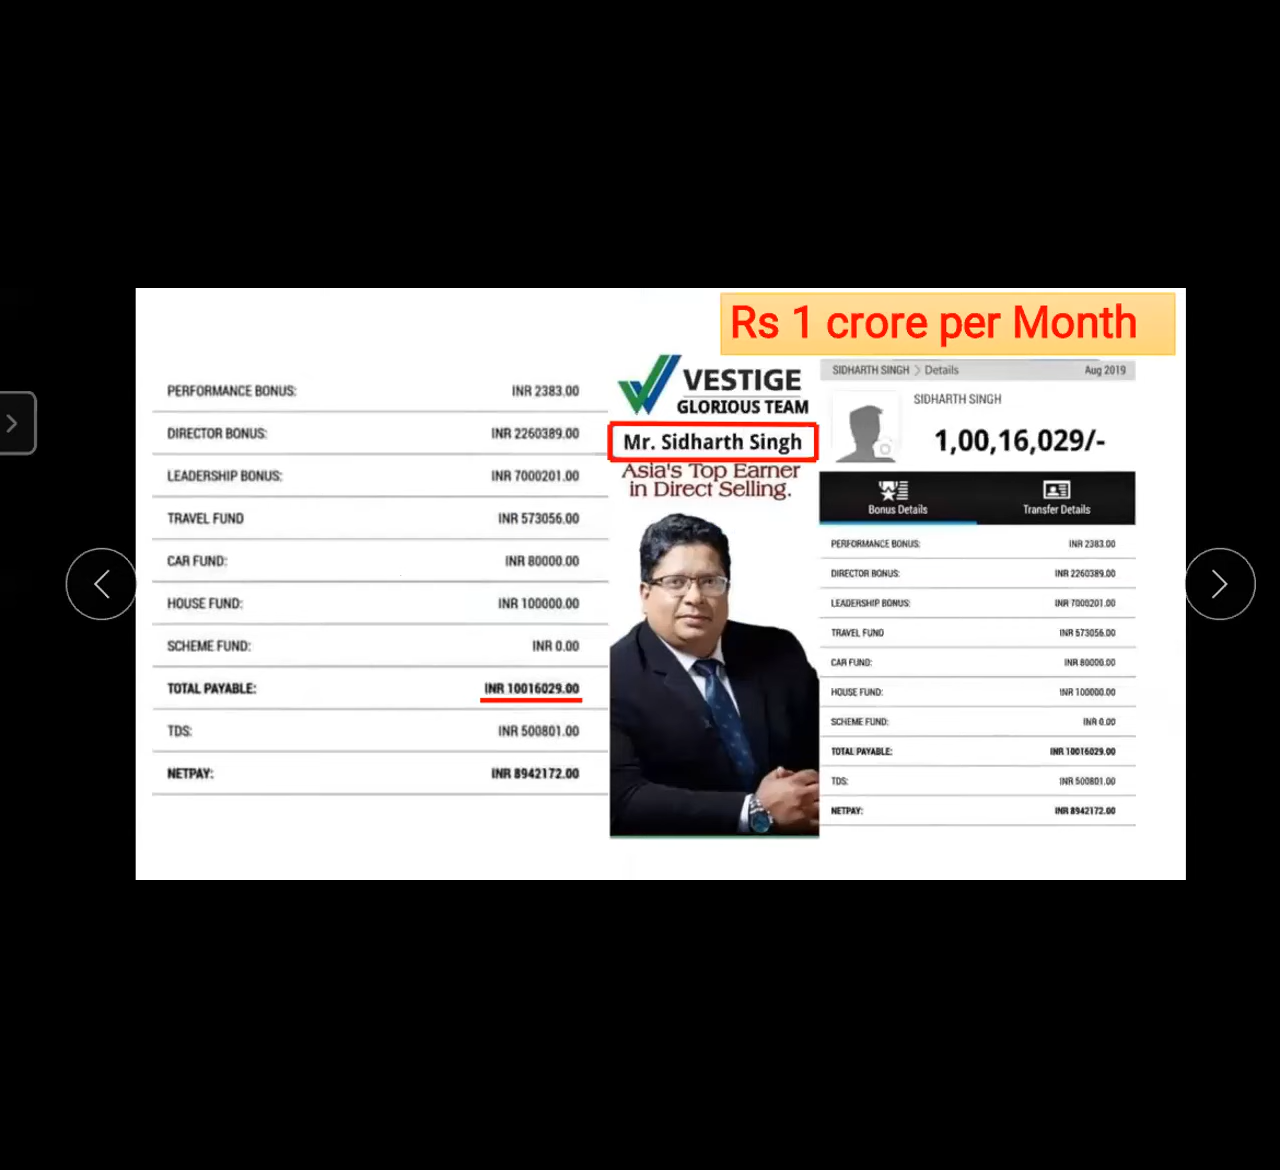 Rs 1 crore per Month
PERFORMANCE BONUS: INR 2383.00
DIRECTOR BONUS: INR 2260389.00
LEADERSHIP BONUS: INR 7000201.00
TRAVEL FUND INR 573056.00
CAR FUND: INR 80000.00
HOUSE FUND: INR 100000.00
SCHEME FUND: INR 0.00
TOTAL PAYABLE: INR 10016029.00
TDS: INR 500801.00
NETPAY: INR 8942172.00
VESTIGE
GLORIOUS TEAM
Mr. Sidharth Singh
Asia's Top Earner
in Direct Selling.
SIDHARTH SINGH > Details Aug 2019
SIDHARTH SINGH
1,00,16,029/-
Bonus Details Transfer Details
PERFORMANCE BONUS: INR 2383.00
DIRECTOR BONUS: INR 2260389.00
LEADERSHIP BONUS: INR 7000201.00
TRAVEL FUND INR 573056.00
CAR FUND: INR 80000.00
HOUSE FUND: INR 100000.00
SCHEME FUND: INR 0.00
TOTAL PAYABLE: INR 10016029.00
TDS: INR 500801.00
NETPAY: INR 8942172.00